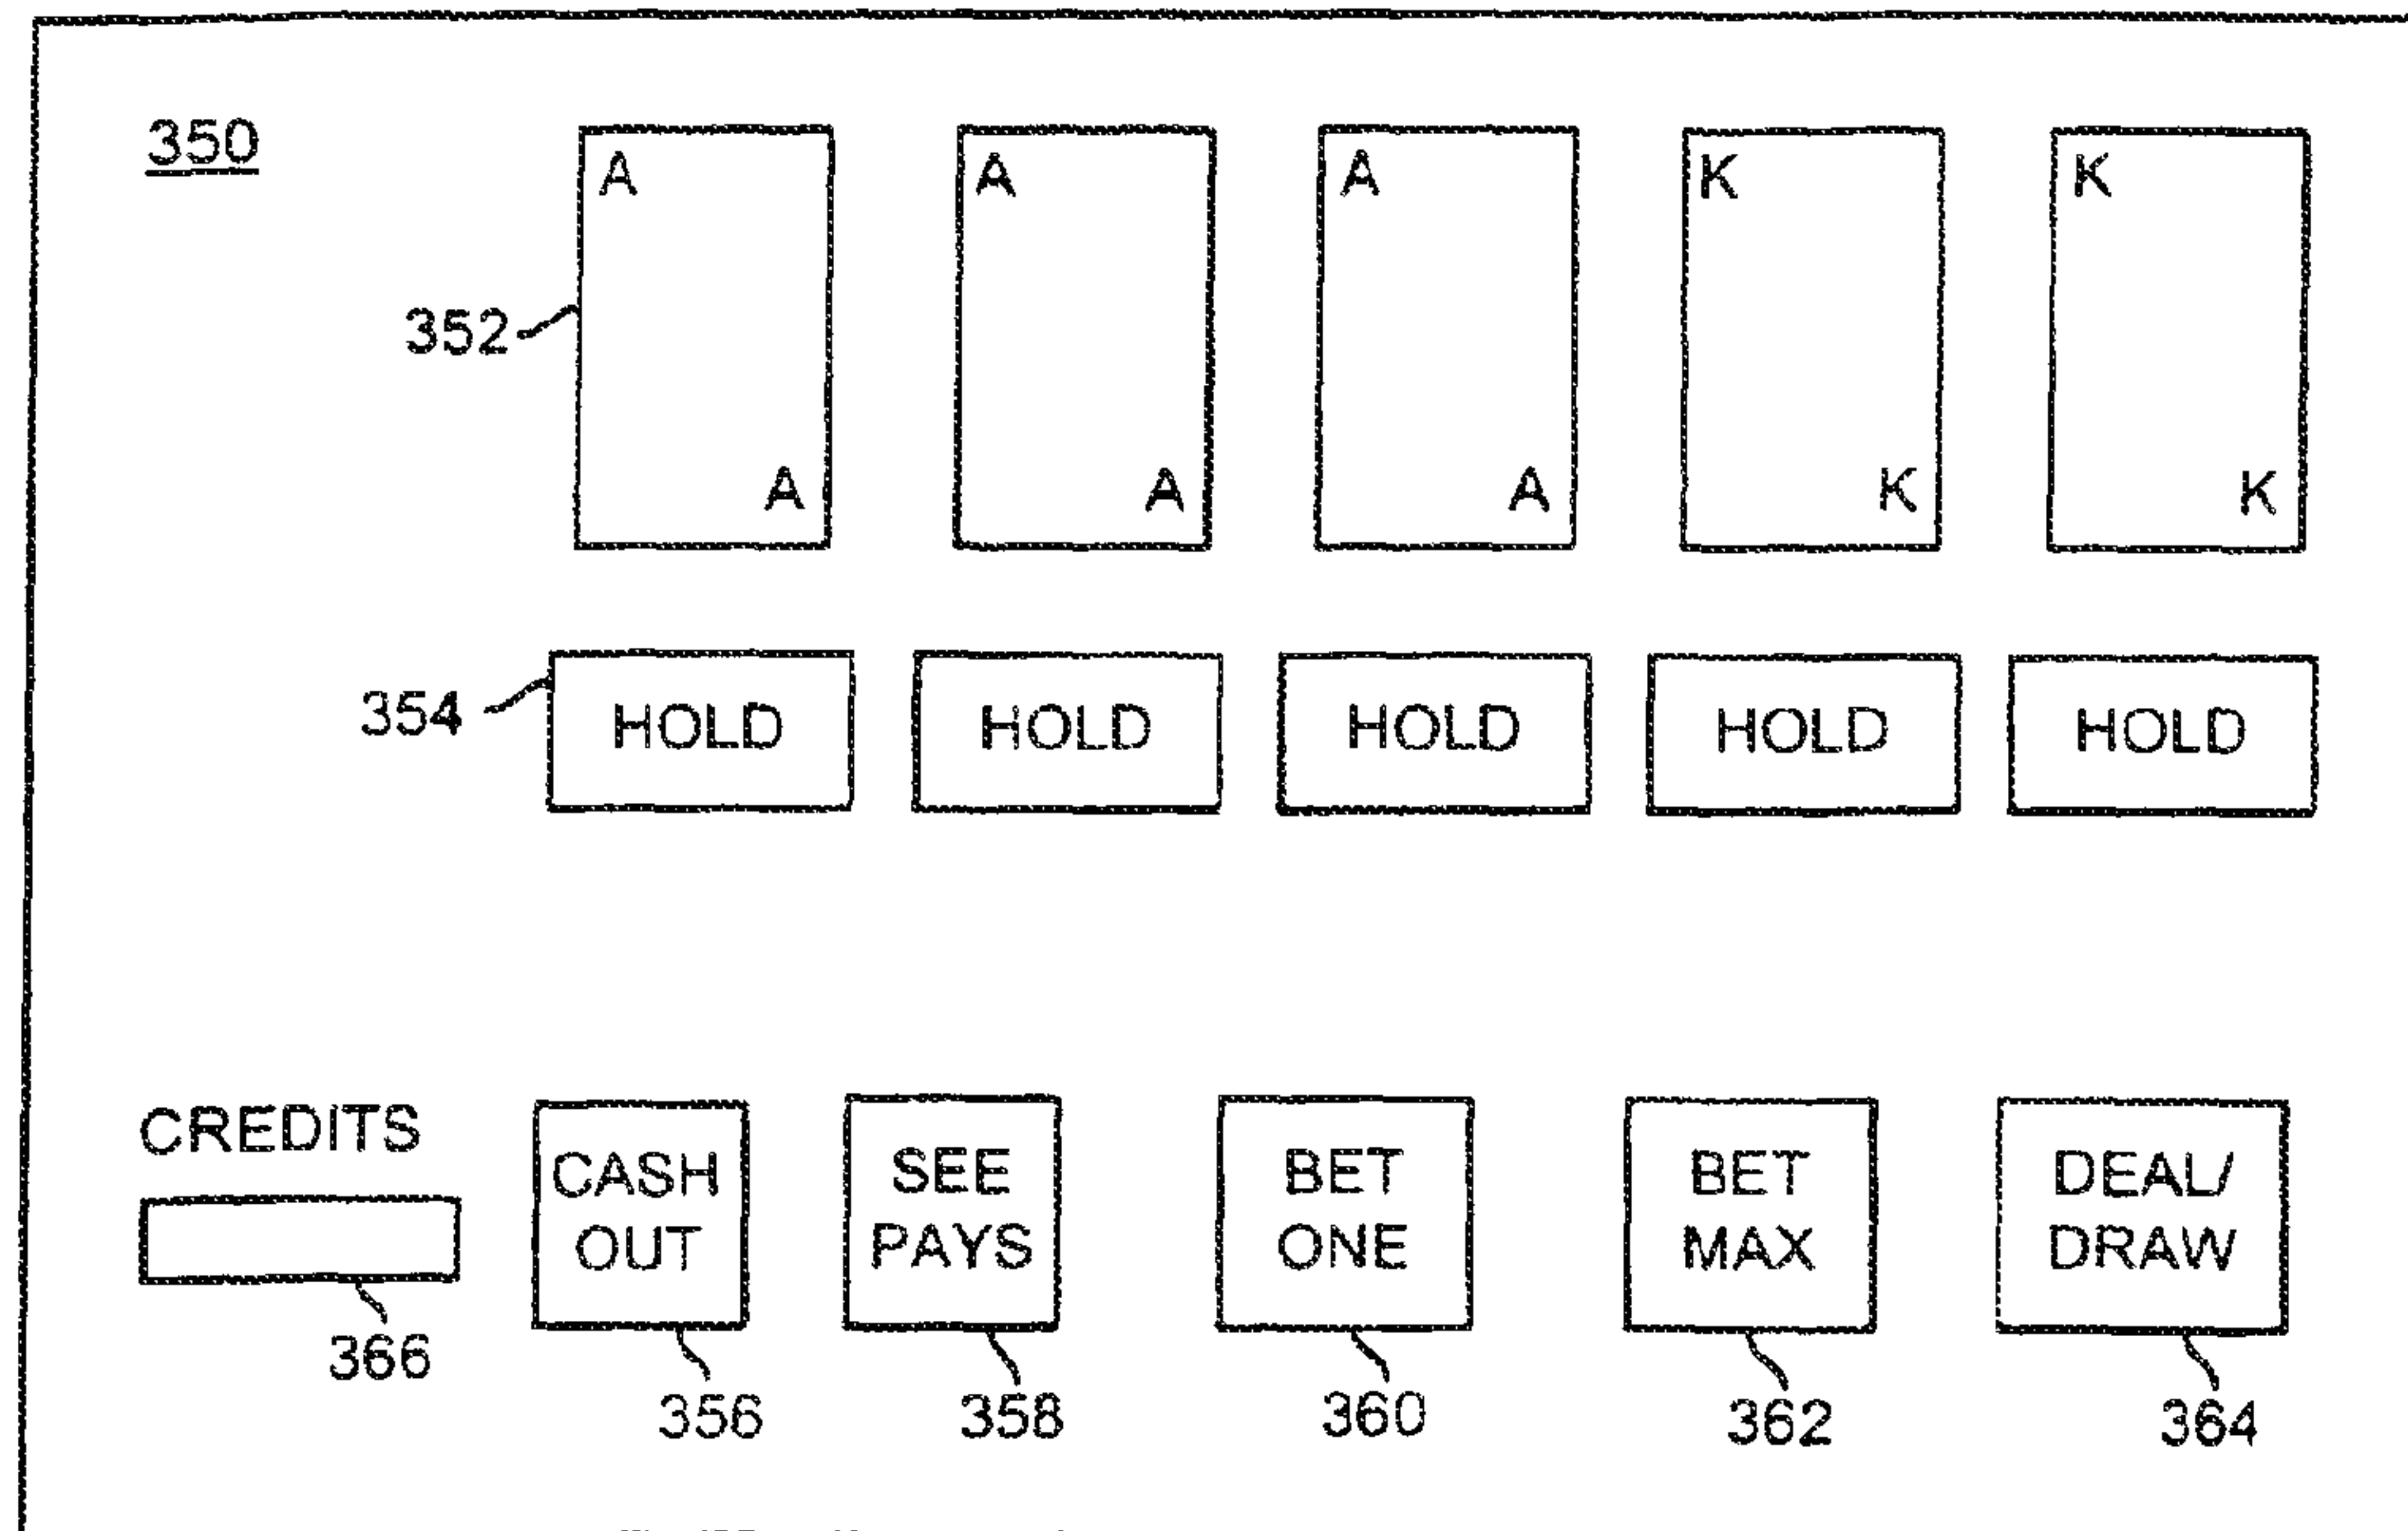 350
A A A K K
352
A A A K K
354 HOLD HOLD HOLD HOLD HOLD
CREDITS
CASH OUT
SEE PAYS
BET ONE
BET MAX
DEAL/ DRAW
366
356 358 360 362 364